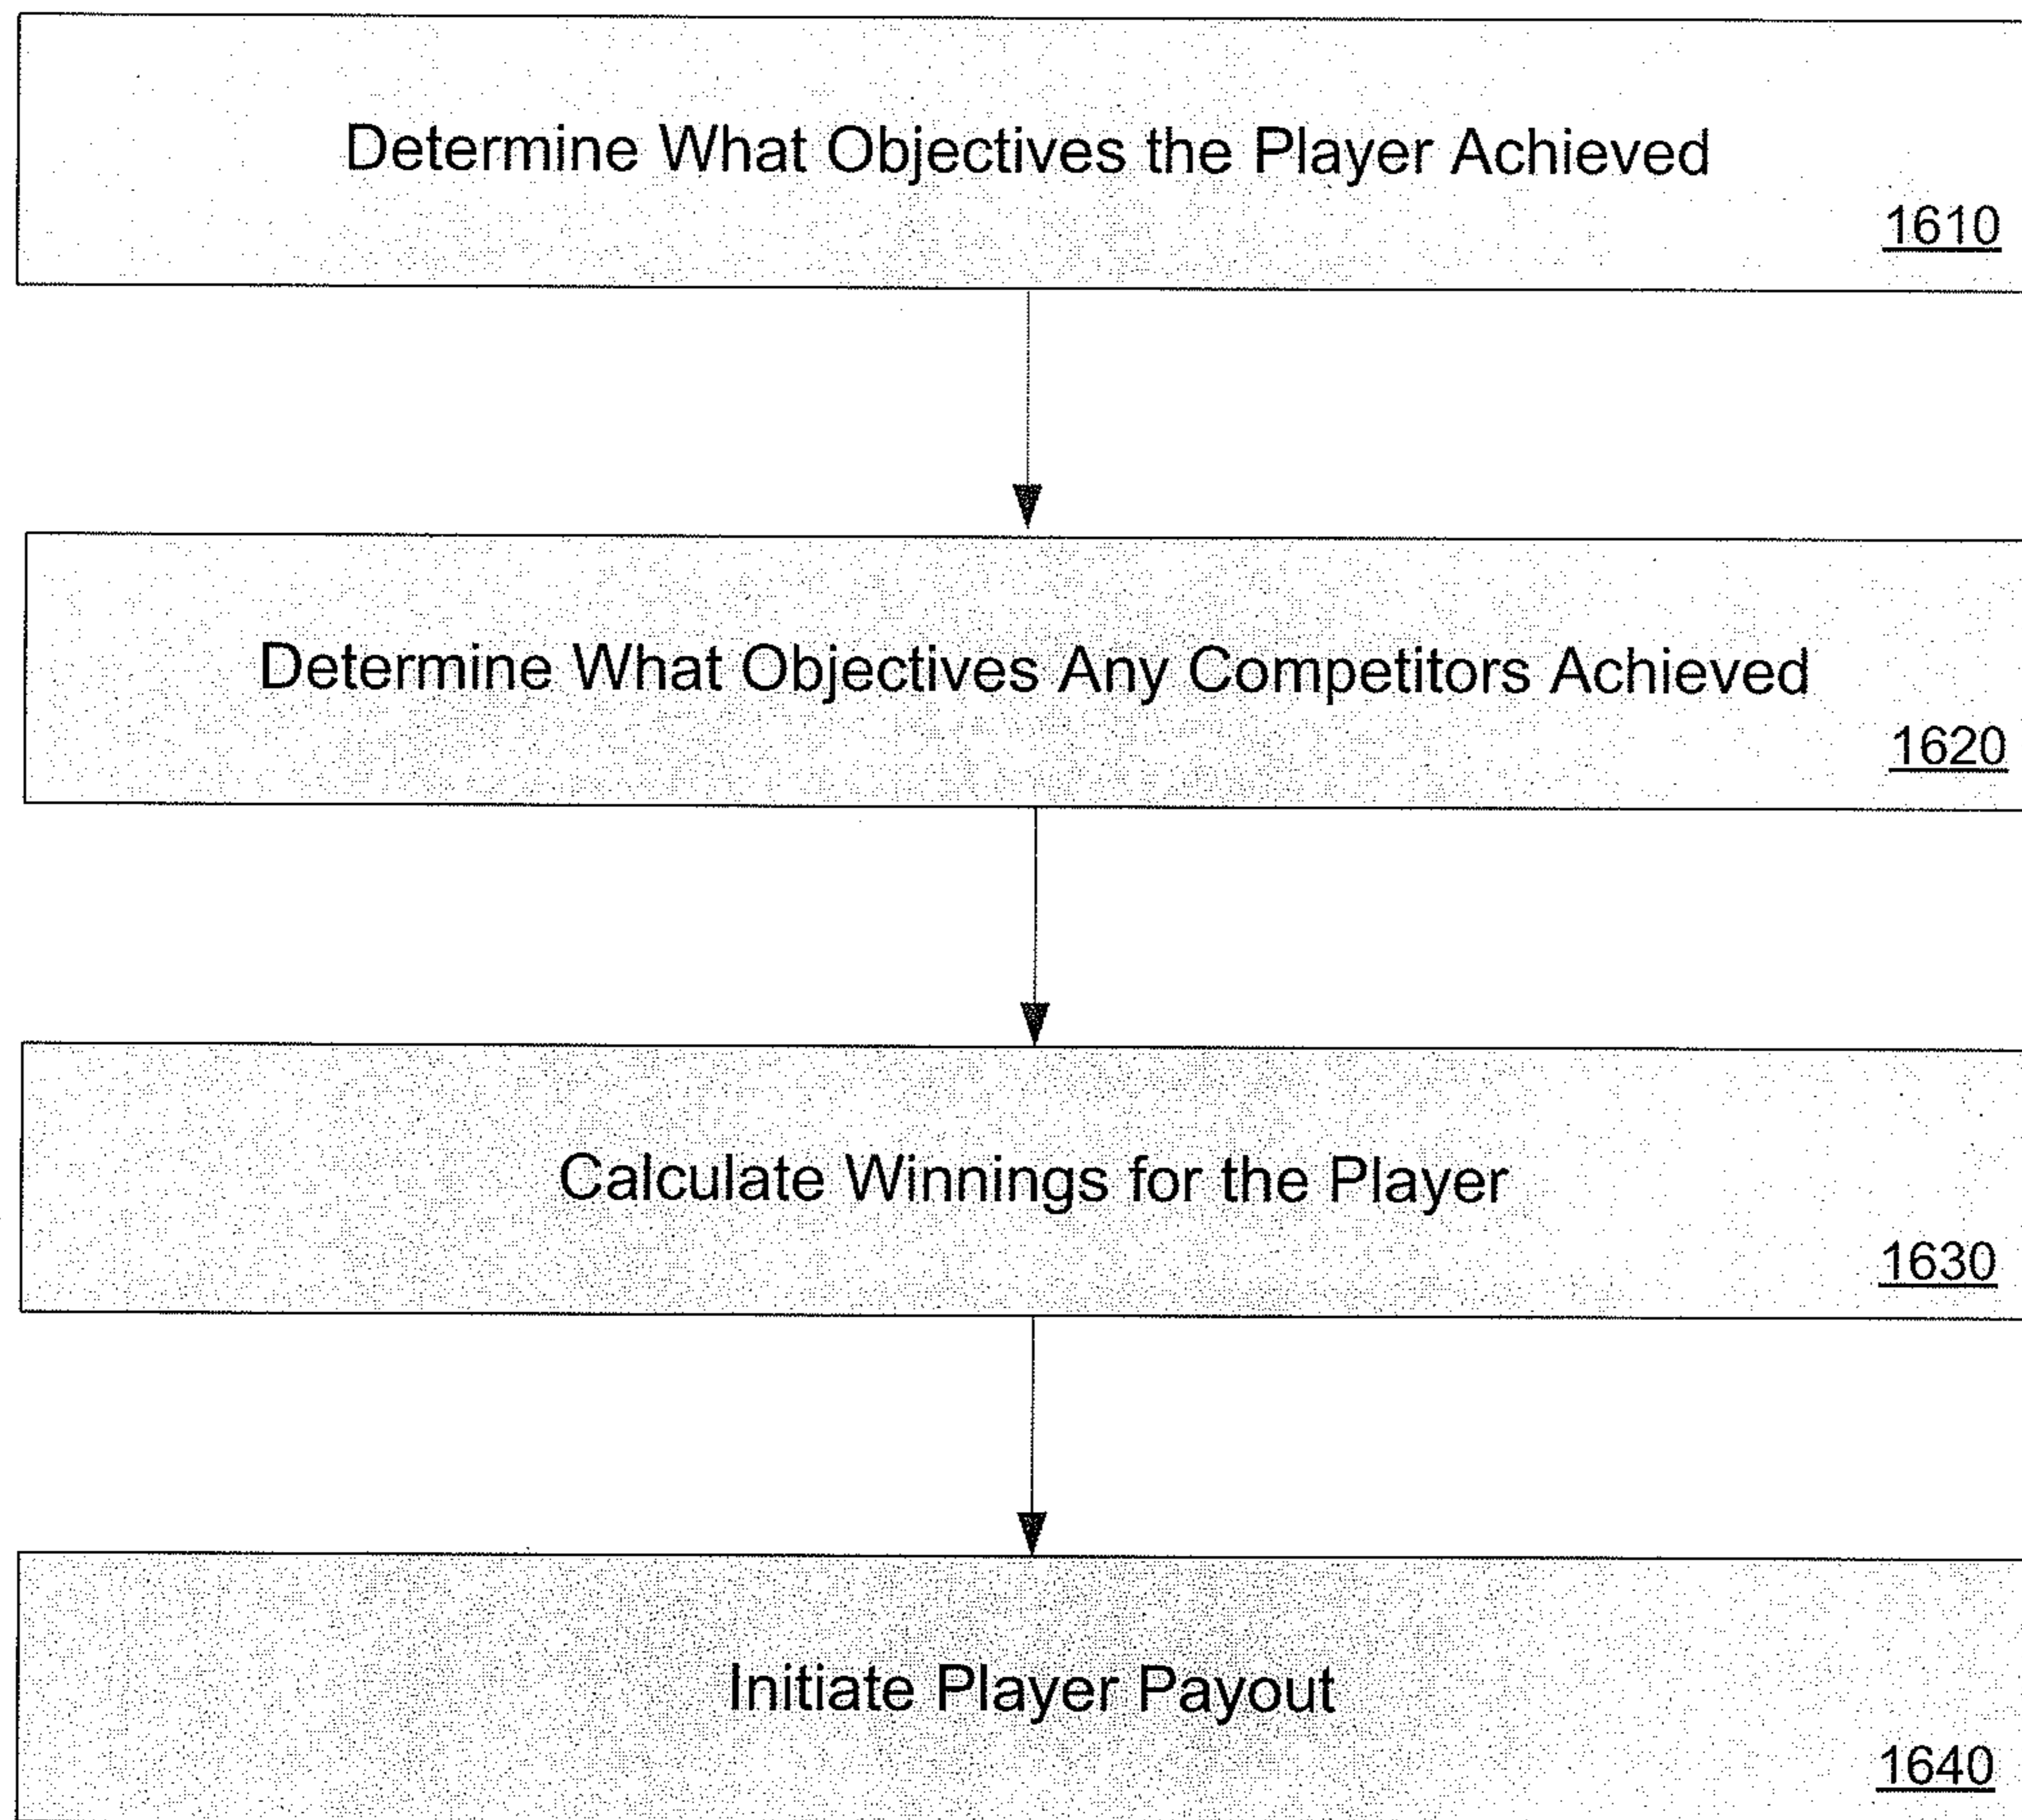 Determine What Objectives the Player Achieved
1610
Determine What Objectives Any Competitors Achieved
1620
Calculate Winnings for the Player
1630
Initiate Player Payout
1640